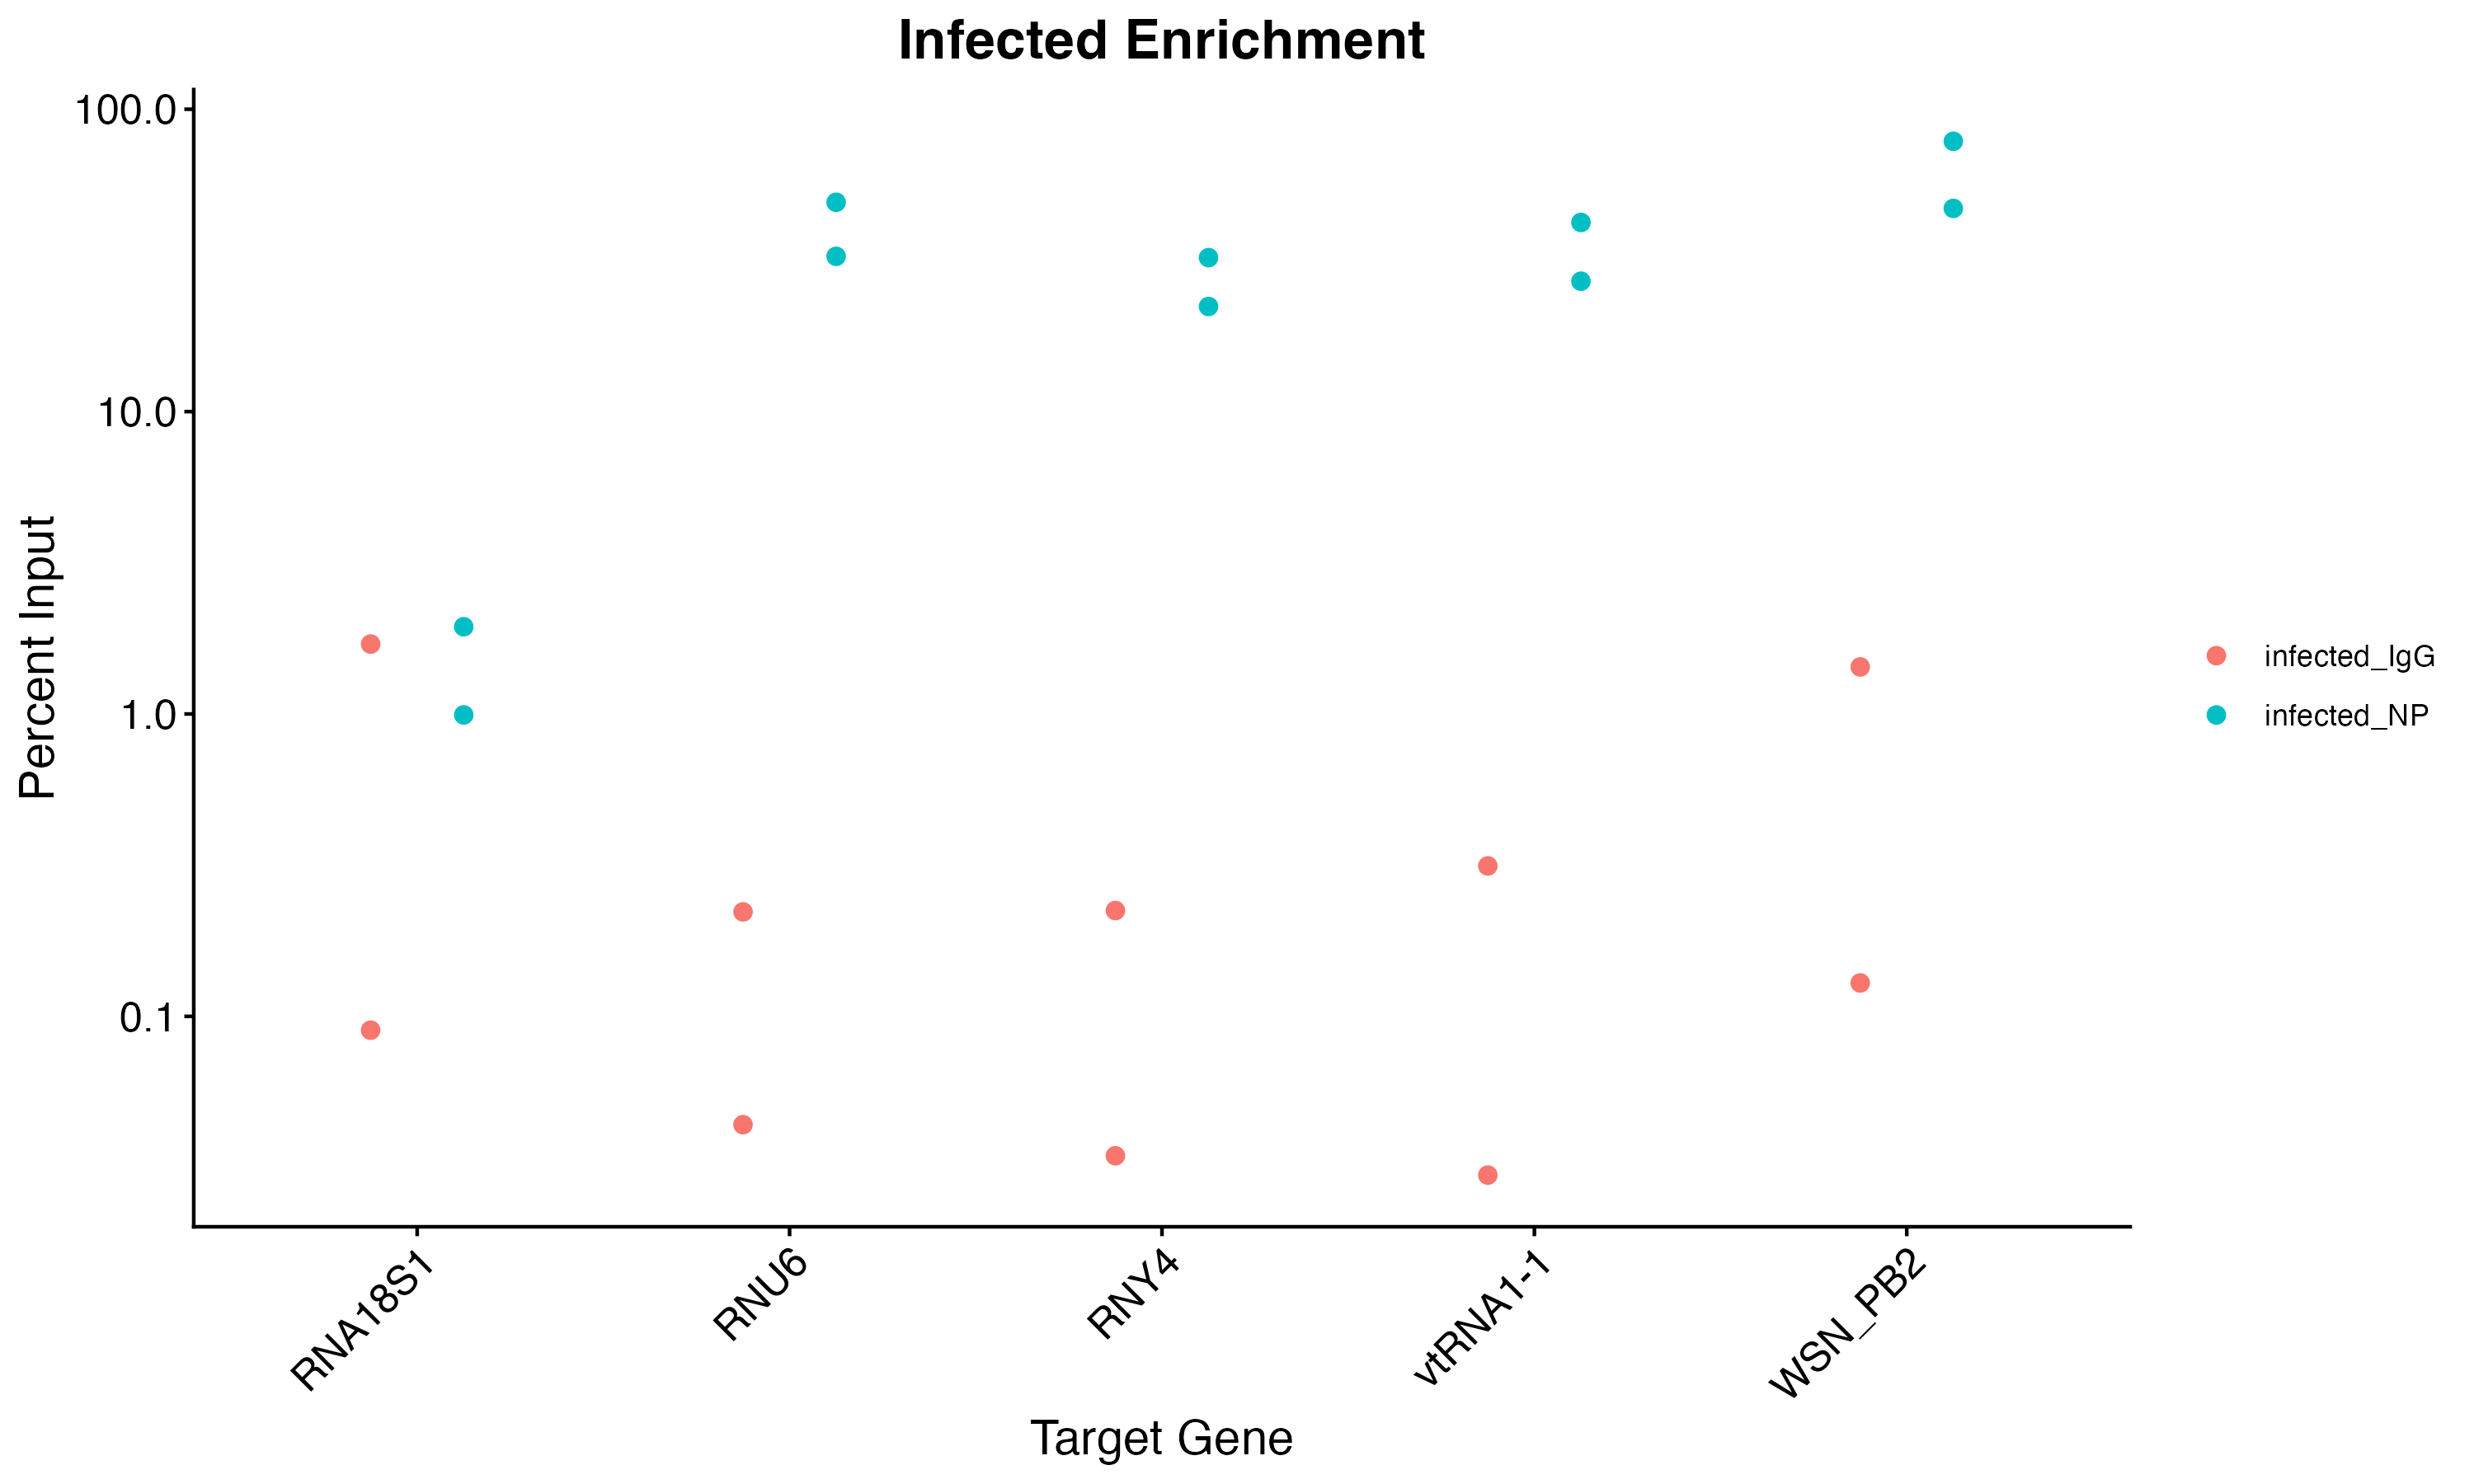 Infected Enrichment
Percent Input
100.0
10.0
1.0
0.1
infected_IgG
infected_NP
RNA18S1
RNU6
RNY4
vtRNA1-1
WSN_PB2
Target Gene